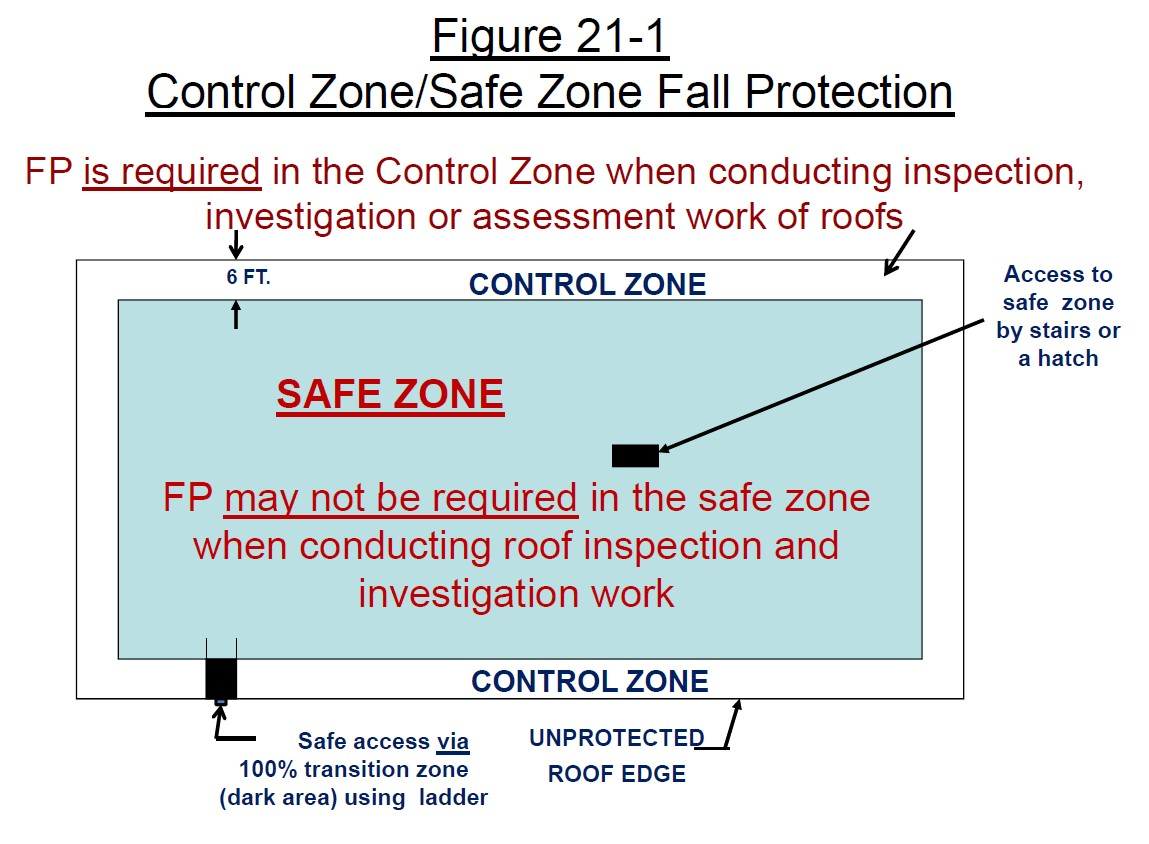 Figure 21-1
Control Zone/Safe Zone Fall Protection
FP is required in the Control Zone when conducting inspection,
investigation or assessment work of roofs
6 FT.
CONTROL ZONE
Access to
safe zone
by stairs or
a hatch
SAFE ZONE
FP may not be required in the safe zone
when conducting roof inspection and
investigation work
CONTROL ZONE
Safe access via
100% transition zone
(dark area) using ladder
UNPROTECTED
ROOF EDGE